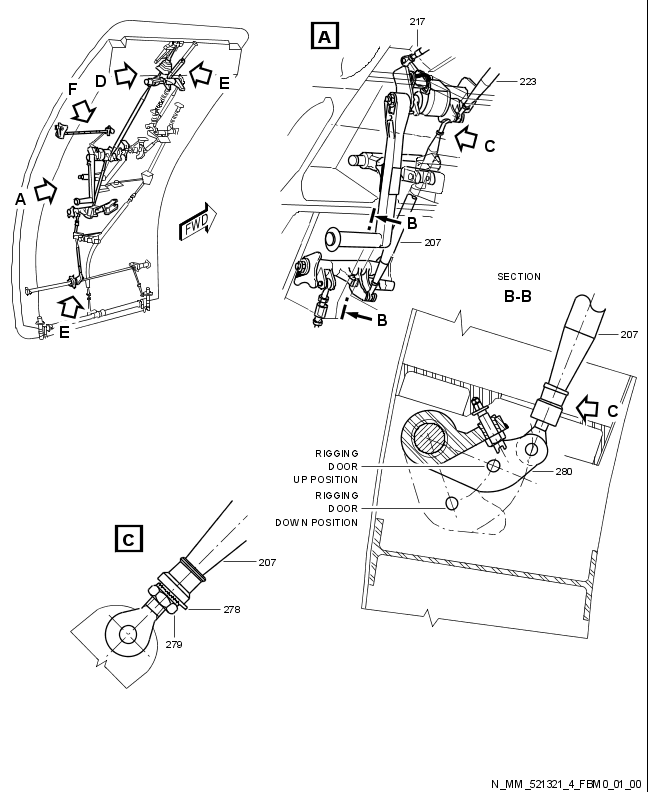 A
217
223
F
D
E
C
A
B
FWD
207
E
B
SECTION
B-B
207
C
RIGGING
DOOR
UP POSITION
280
RIGGING
DOOR
DOWN POSITION
C
207
278
279
N_MM_521321_4_FBM0_01_00